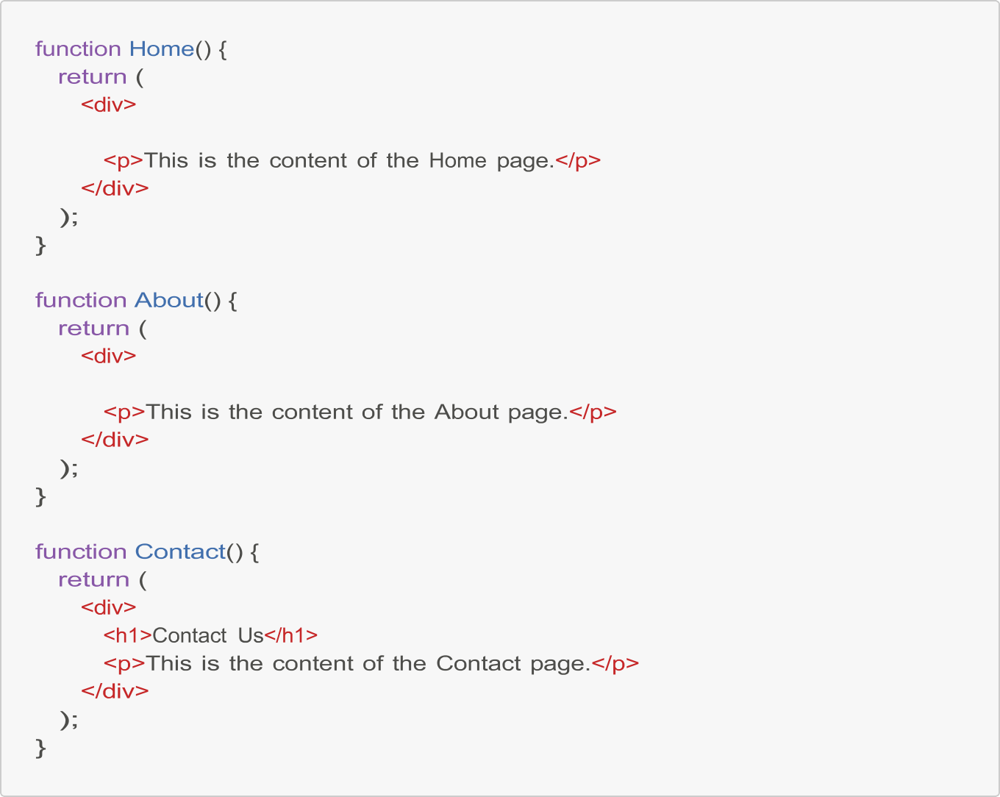 function Home() {
  return (
    <div>

      <p>This is the content of the Home page.</p>
    </div>
  );
}

function About() {
  return (
    <div>

      <p>This is the content of the About page.</p>
    </div>
  );
}

function Contact() {
  return (
    <div>
      <h1>Contact Us</h1>
      <p>This is the content of the Contact page.</p>
    </div>
  );
}